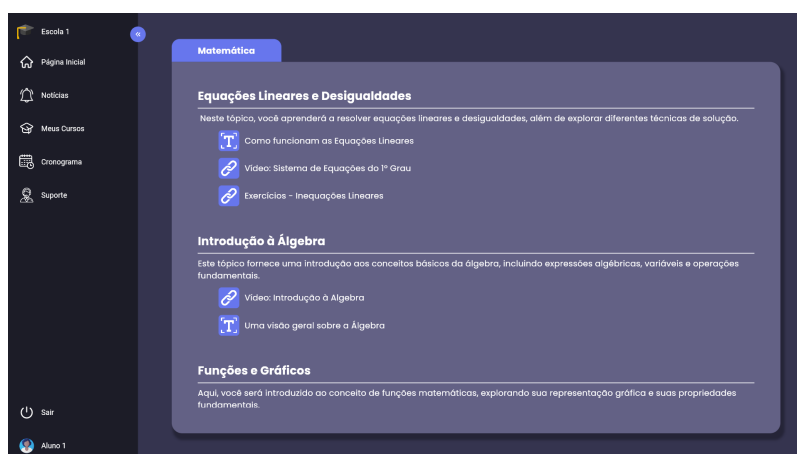 Escola 1
Página Inicial
Notícias
Meus Cursos
Cronograma
Suporte
Sair
Aluno 1
Matemática
Equações Lineares e Desigualdades
Neste tópico, você aprenderá a resolver equações lineares e desigualdades, além de explorar diferentes técnicas de solução.
Como funcionam as Equações Lineares
Vídeo: Sistema de Equações do 1º Grau
Exercícios - Inequações Lineares
Introdução à Álgebra
Este tópico fornece uma introdução aos conceitos básicos da álgebra, incluindo expressões algébricas, variáveis e operações
fundamentais.
Vídeo: Introdução à Algebra
Uma visão geral sobre a Álgebra
Funções e Gráficos
Aqui, você será introduzido ao conceito de funções matemáticas, explorando sua representação gráfica e suas propriedades
fundamentais.